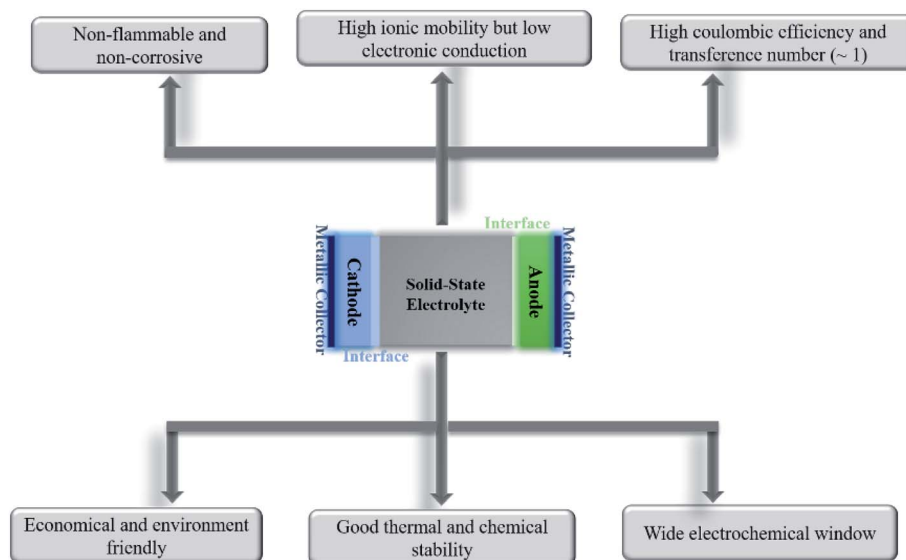 Non-flammable and
non-corrosive
High ionic mobility but low
electronic conduction
High coulombic efficiency and
transference number (~ 1)
Interface
Metallic Collector
Cathode
Solid-State
Electrolyte
Anode
Metallic Collector
Interface
Economical and environment
friendly
Good thermal and chemical
stability
Wide electrochemical window